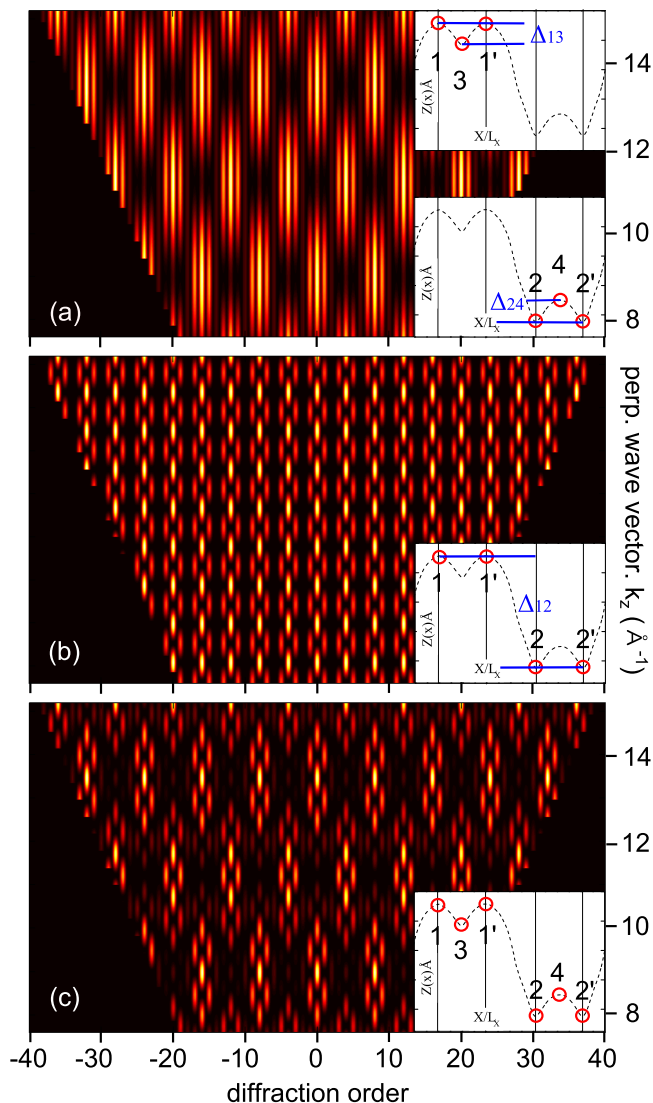 Δ13
1
3
1'
Z(x)Å
X/Lx
14
12
10
8
Z(x)Å
2
4
2'
Δ24
X/Lx
(a)
perp. wave vector. kz ( Å-1)
1
1'
Δ12
2
2'
Z(x)Å
X/Lx
(b)
14
12
10
8
1
3
1'
2
4
2'
Z(x)Å
X/Lx
(c)
-40 -30 -20 -10 0 10 20 30 40
diffraction order